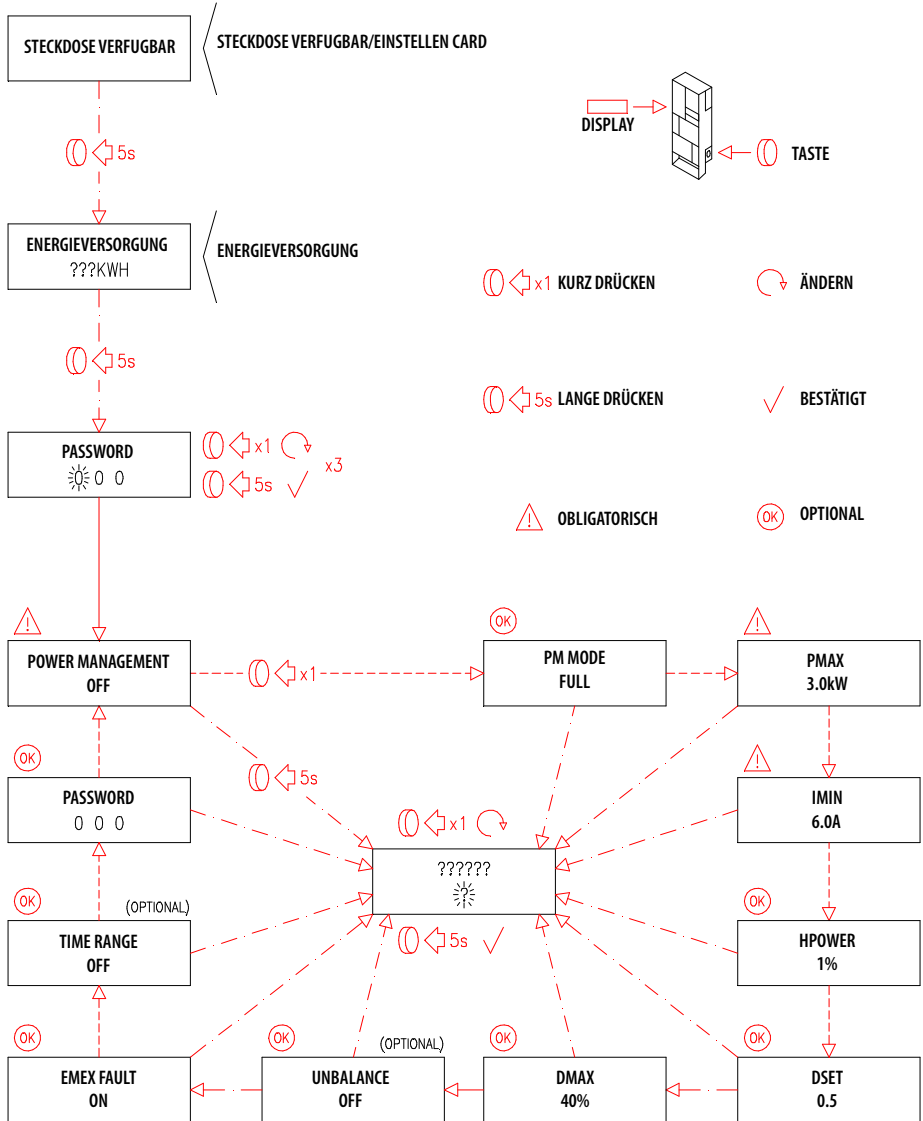 STECKDOSE VERFUGBAR
STECKDOSE VERFUGBAR/EINSTELLEN CARD
DISPLAY
TASTE
5s
ENERGIEVERSORGUNG
???KWH
ENERGIEVERSORGUNG
x1 KURZ DRÜCKEN
ÄNDERN
5s
5s LANGE DRÜCKEN
BESTÄTIGT
PASSWORD
0 0 0
x1
5s
x3
OBLIGATORISCH
OK OPTIONAL
POWER MANAGEMENT
OFF
x1
OK
PM MODE
FULL
PMAX
3.0kW
5s
OK
PASSWORD
0 0 0
IMIN
6.0A
x1
??????
?
5s
OK
(OPTIONAL)
TIME RANGE
OFF
OK
HPOWER
1%
OK
EMEX FAULT
ON
OK
(OPTIONAL)
UNBALANCE
OFF
OK
DMAX
40%
OK
DSET
0.5